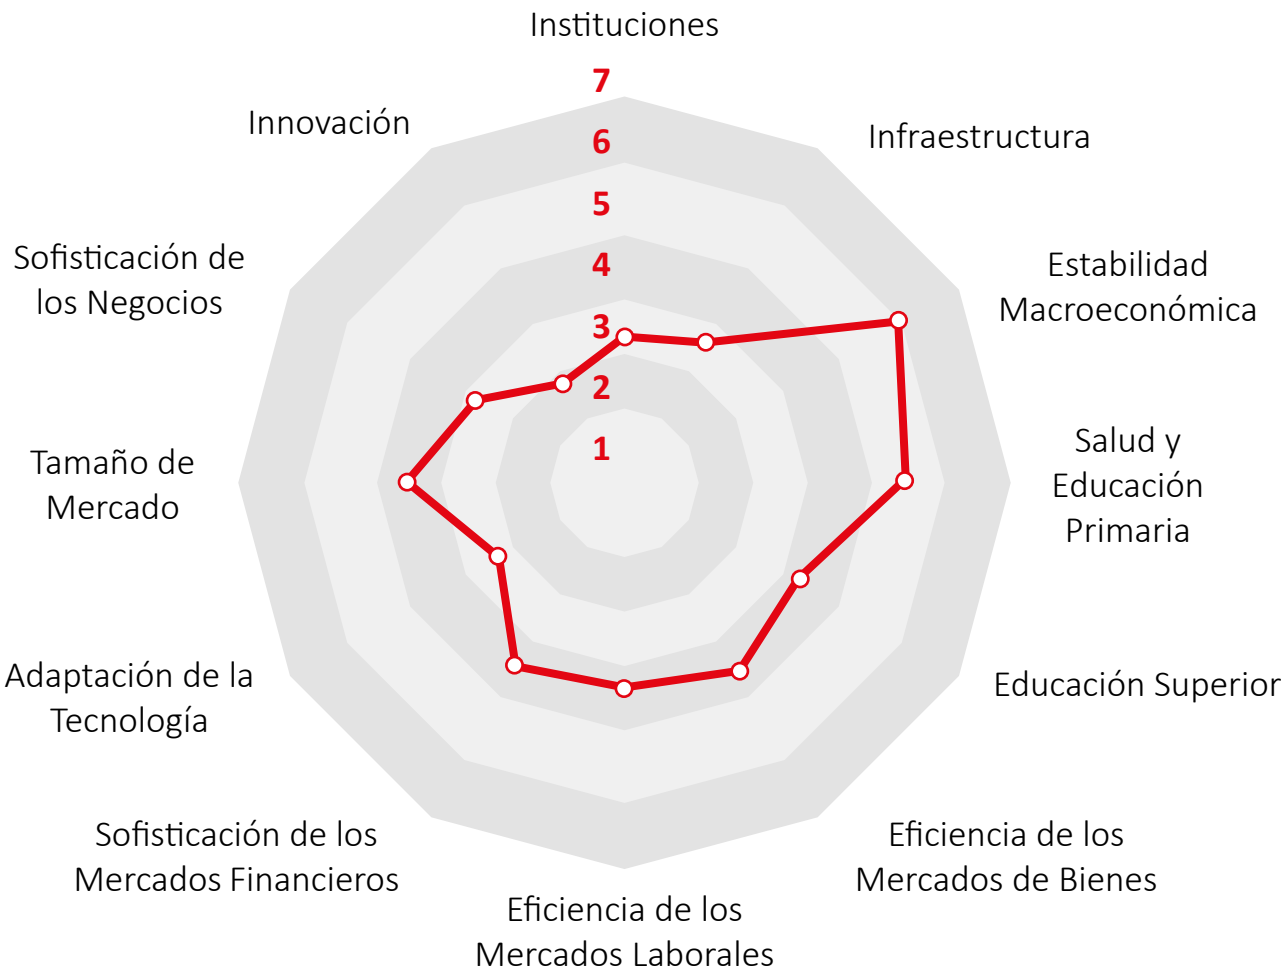 Instituciones
7
Innovación
Infraestructura
6
5
Sofisticación de
los Negocios
Estabilidad
Macroeconómica
4
3
2
1
Tamaño de
Mercado
Salud y
Educación
Primaria
Adaptación de la
Tecnología
Educación Superior
Sofisticación de los
Mercados Financieros
Eficiencia de los
Mercados de Bienes
Eficiencia de los
Mercados Laborales